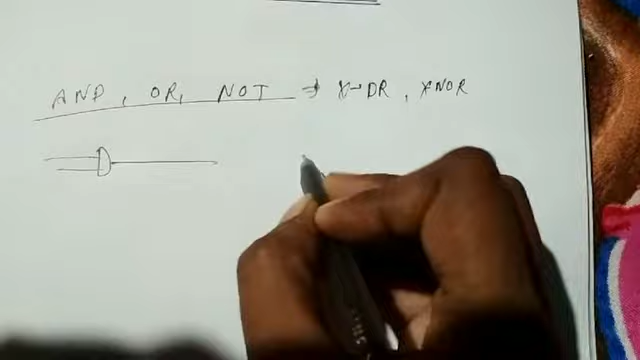 AND, OR, NOT → X-OR, XNOR